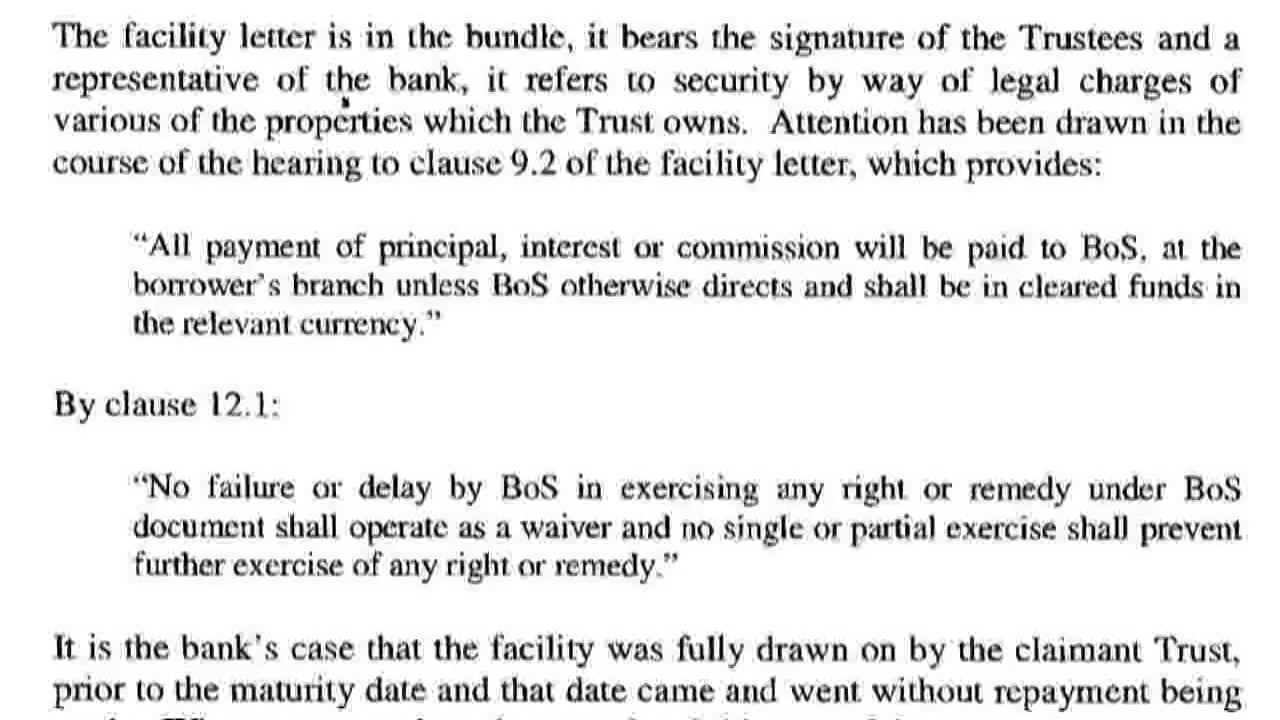 The facility letter is in the bundle, it bears the signature of the Trustees and a
representative of the bank, it refers to security by way of legal charges of
various of the properties which the Trust owns. Attention has been drawn in the
course of the hearing to clause 9.2 of the facility letter, which provides:
“All payment of principal, interest or commission will be paid to BoS, at the
borrower’s branch unless BoS otherwise directs and shall be in cleared funds in
the relevant currency.”
By clause 12.1:
“No failure or delay by BoS in exercising any right or remedy under BoS
document shall operate as a waiver and no single or partial exercise shall prevent
further exercise of any right or remedy.”
It is the bank’s case that the facility was fully drawn on by the claimant Trust,
prior to the maturity date and that date came and went without repayment being